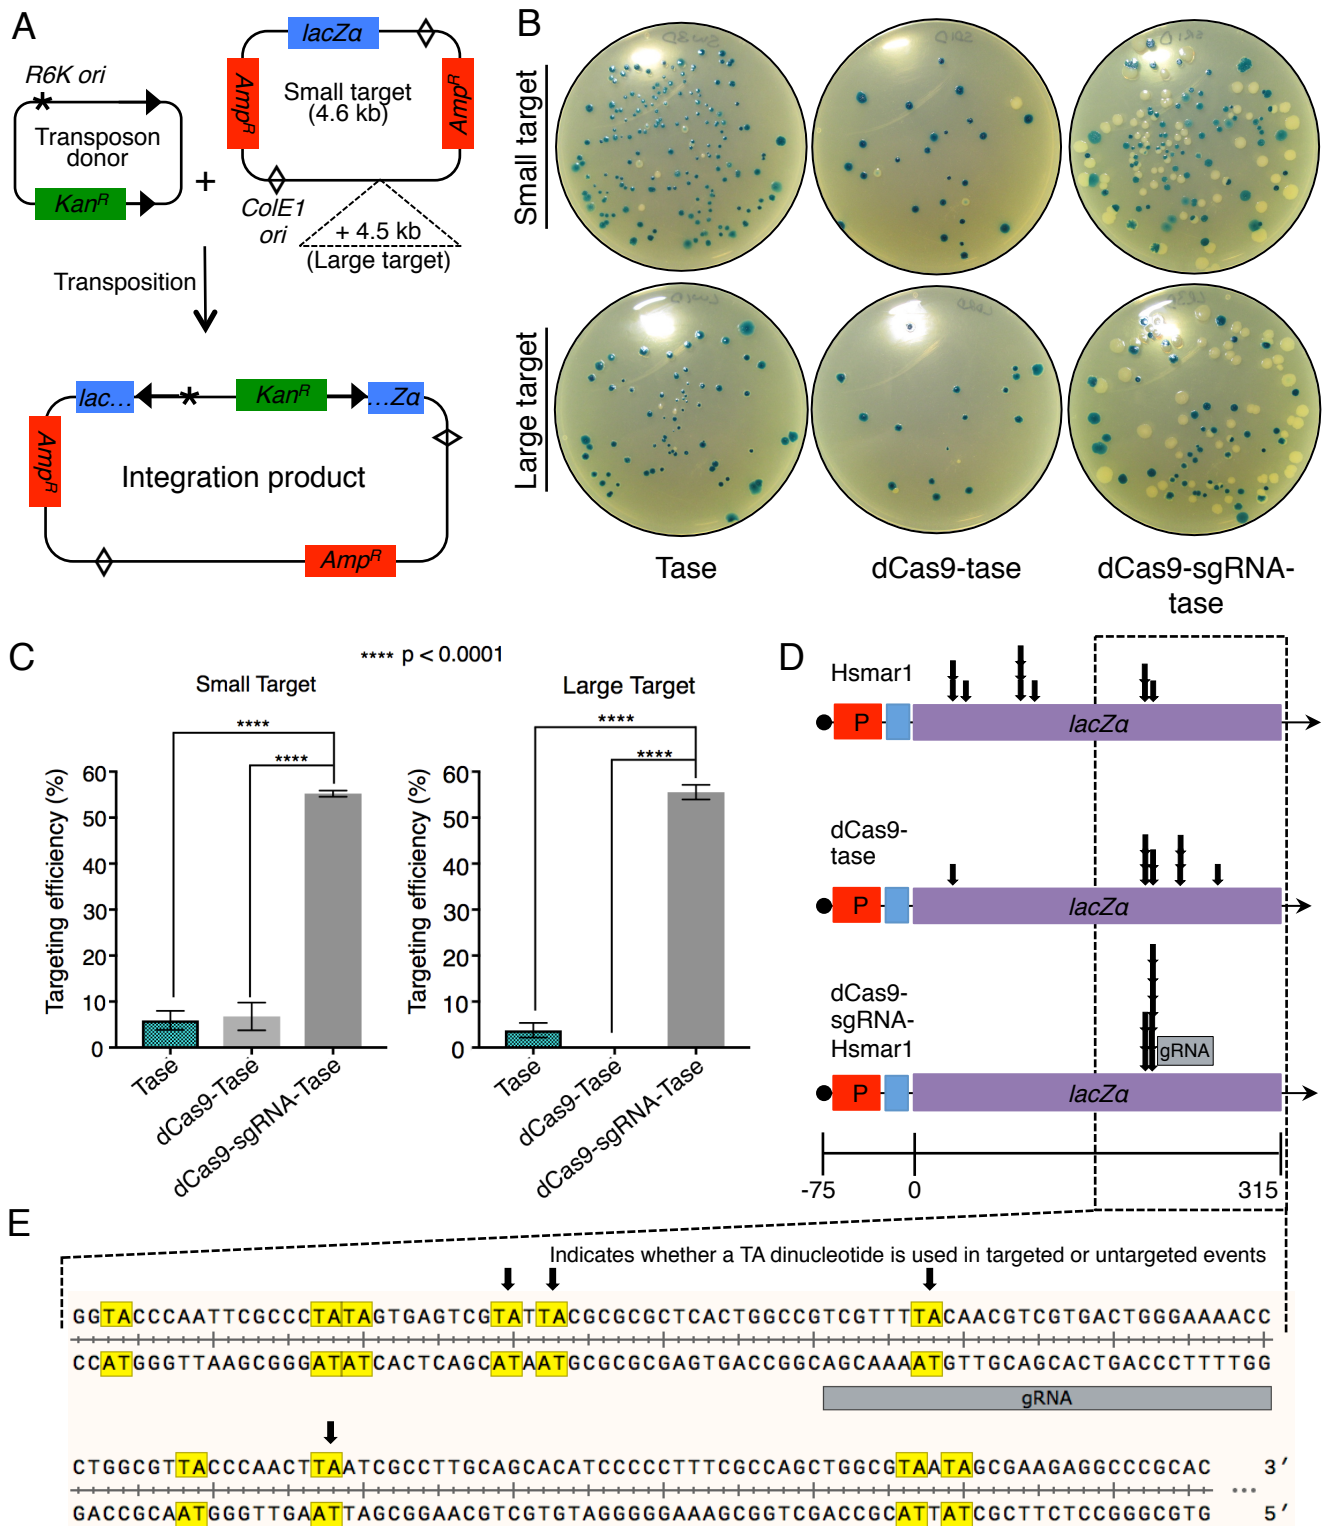 A
R6K ori
*
Transposon
donor
KanR
+
lacZα
AmpR
Small target
(4.6 kb)
AmpR
ColE1
ori
+ 4.5 kb
(Large target)
Transposition
lac...
*
KanR
...Zα
AmpR
Integration product
AmpR
B
Small target
Large target
Tase
dCas9-tase
dCas9-sgRNA-
tase
C
**** p < 0.0001
Small Target
Targeting efficiency (%)
60
50
40
30
20
10
0
****
****
Tase
dCas9-Tase
dCas9-sgRNA-Tase
Large Target
Targeting efficiency (%)
60
50
40
30
20
10
0
****
****
Tase
dCas9-Tase
dCas9-sgRNA-Tase
D
Hsmar1
P
lacZα
dCas9-
tase
P
lacZα
dCas9-
sgRNA-
Hsmar1
gRNA
P
lacZα
-75
0
315
E
Indicates whether a TA dinucleotide is used in targeted or untargeted events
GGTACCCAATTCGCCCTATAGTGAGTCGTATTACGCGCGCTCACTGGCCGTCGTTTTACAACGTCGTGACTGGGAAAACC
CCATGGGTTAAGCGGGATATCACTCAGCATAATGCGCGCGAGTGACCGGCAGCAAAATGTTGCAGCACTGACCCTTTTGG
gRNA
CTGGCGTTACCCAACTTAATCGCCTTGCAGCACATCCCCCTTTCGCCAGCTGGCGTAATAGCGAAGAGGCCCGCAC 3′
...
GACCGCAATGGGTTGAATTAGCGGAACGTCGTGTAGGGGGAAAGCGGTCGACCGCATTATCGCTTCTCCGGGCGTG 5′